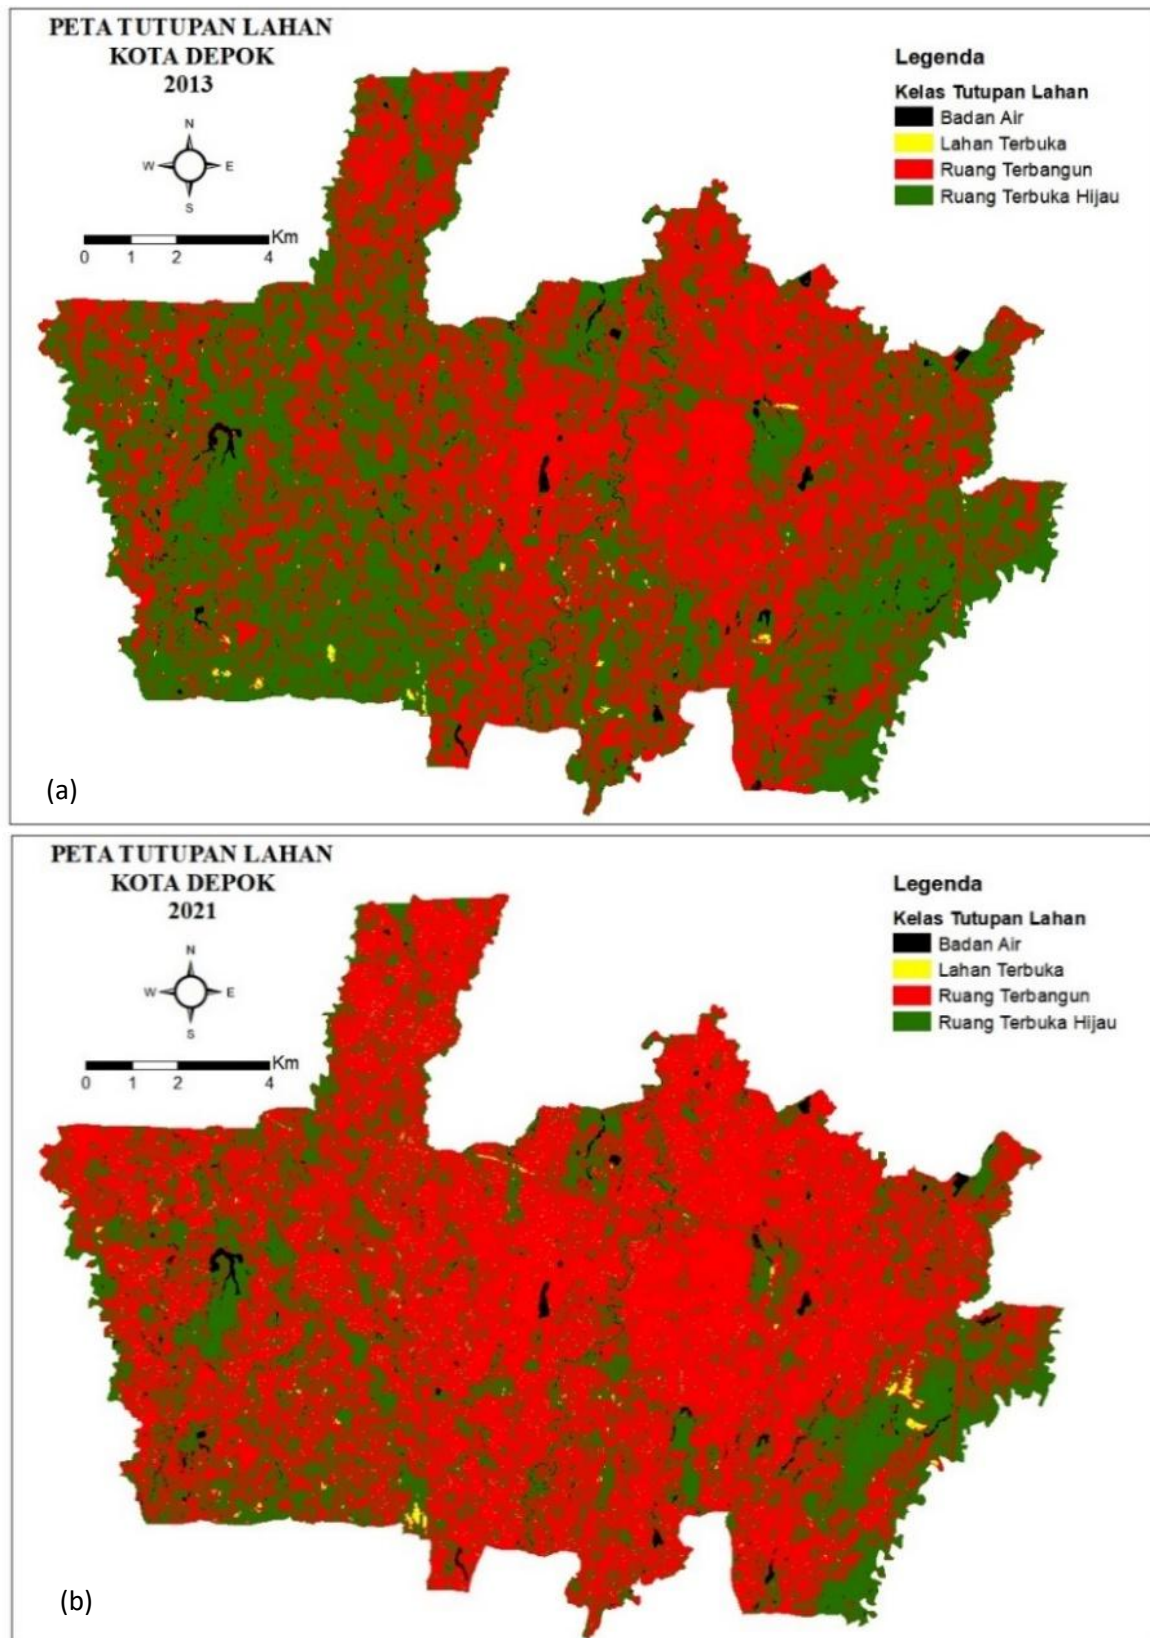 PETA TUTUPAN LAHAN
KOTA DEPOK
2013
N
W E
S
Km
0 1 2 4
Legenda
Kelas Tutupan Lahan
Badan Air
Lahan Terbuka
Ruang Terbangun
Ruang Terbuka Hijau
(a)
PETA TUTUPAN LAHAN
KOTA DEPOK
2021
N
W E
S
Km
0 1 2 4
Legenda
Kelas Tutupan Lahan
Badan Air
Lahan Terbuka
Ruang Terbangun
Ruang Terbuka Hijau
(b)